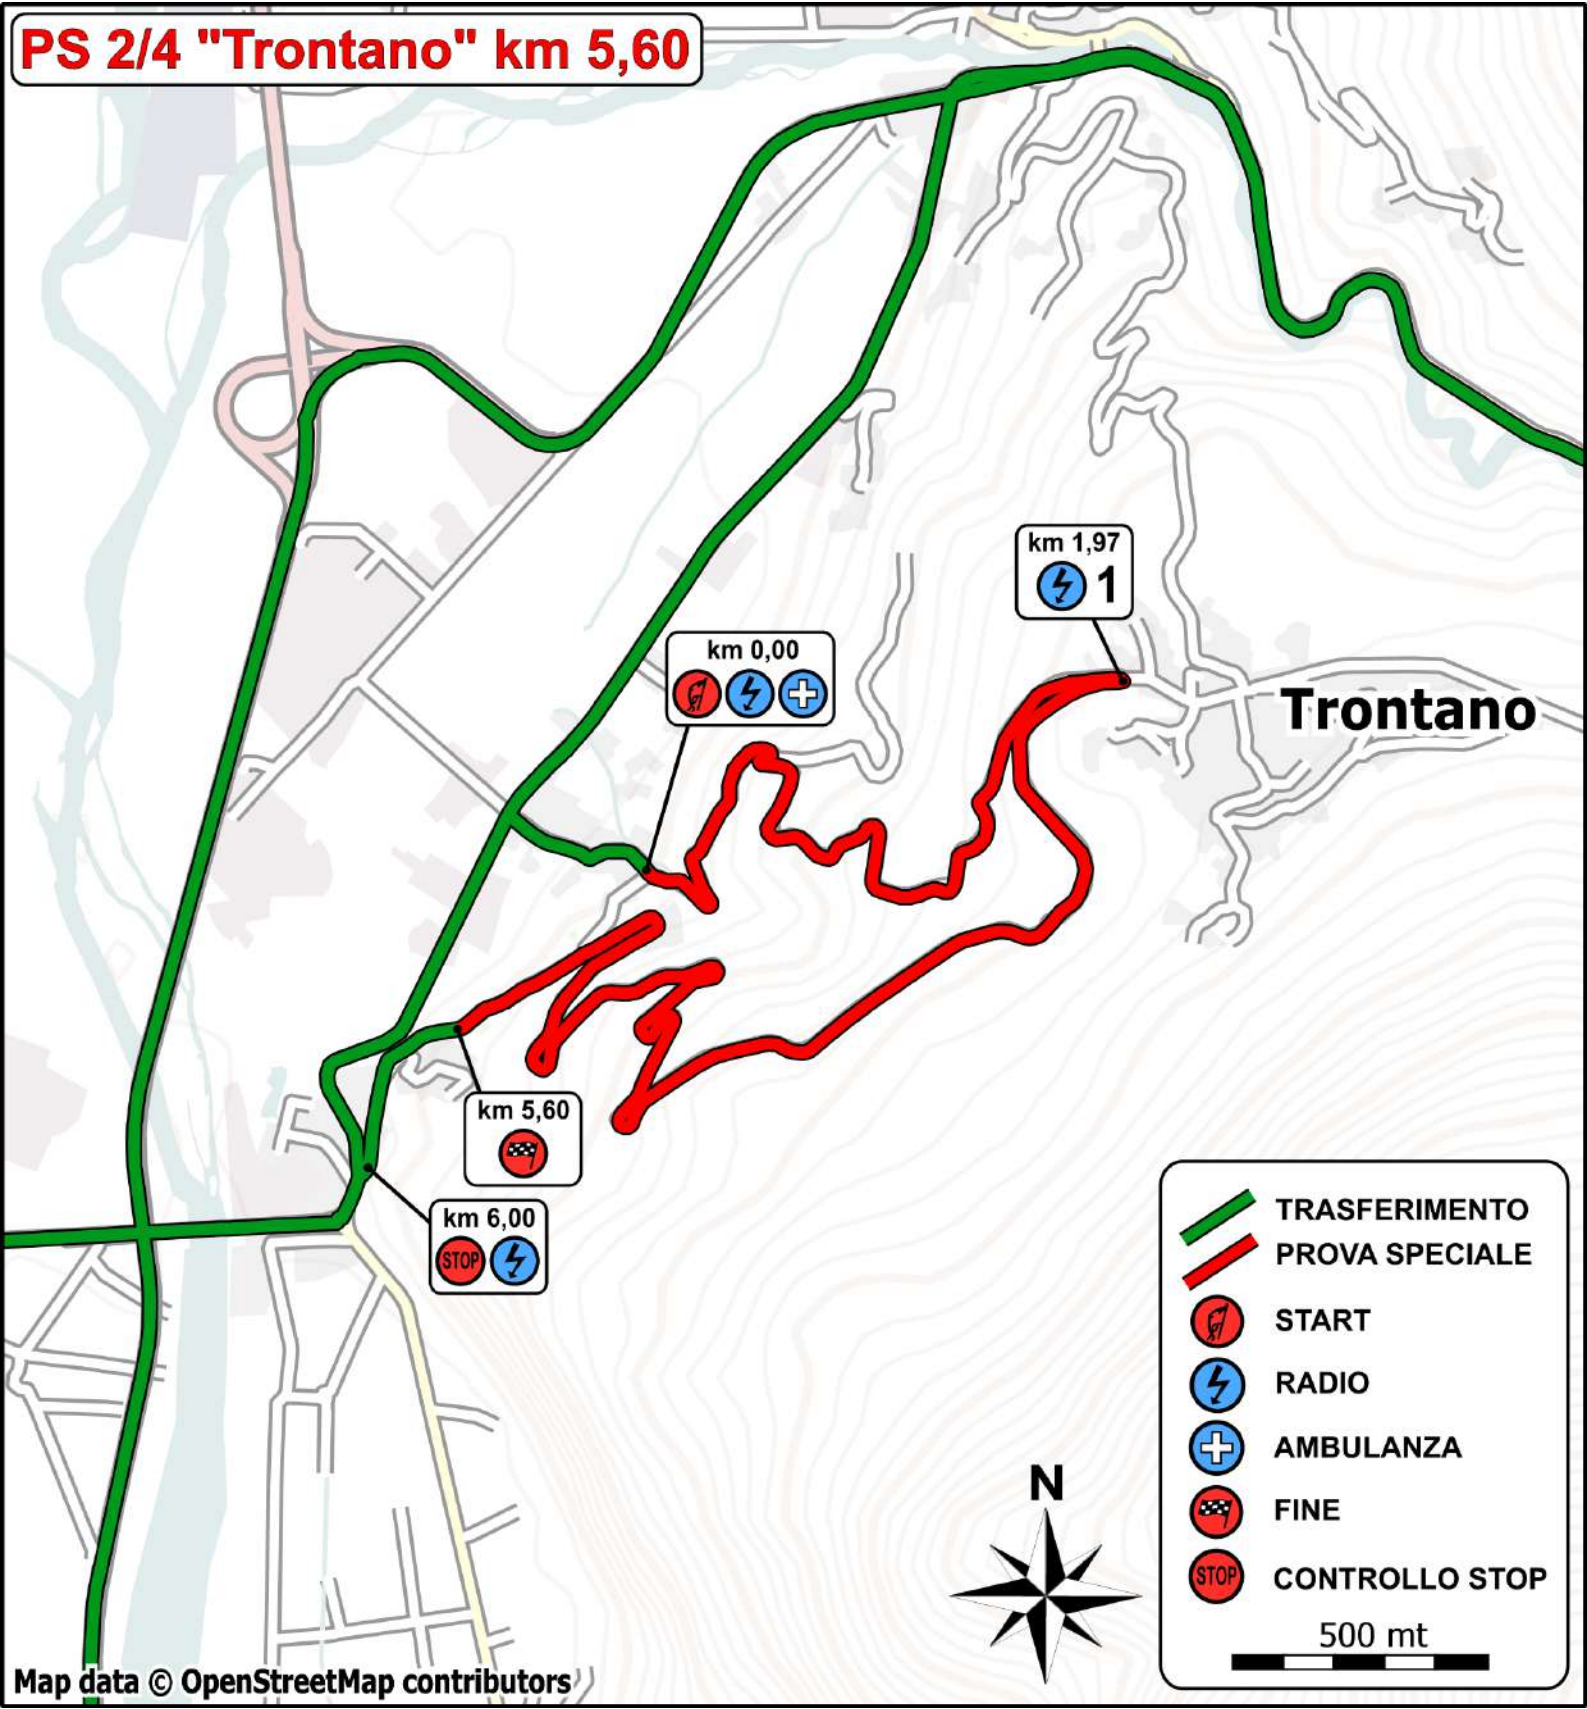 PS 2/4 "Trontano" km 5,60
km 1,97
1
km 0,00
Trontano
km 5,60
km 6,00
STOP
TRASFERIMENTO
PROVA SPECIALE
START
RADIO
AMBULANZA
FINE
STOP CONTROLLO STOP
N
500 mt
Map data © OpenStreetMap contributors